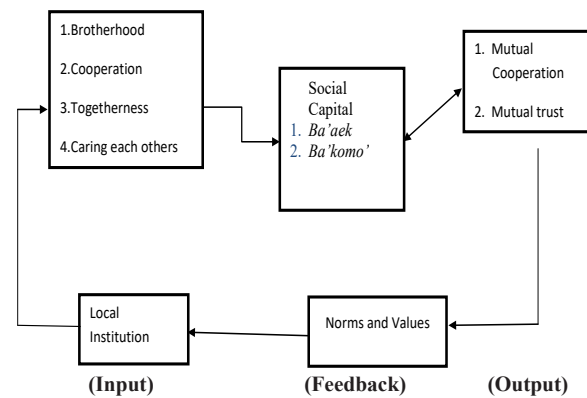 1.Brotherhood
2.Cooperation
3.Togetherness
4.Caring each others
Social
Capital
1. Ba'aek
2. Ba'komo'
1. Mutual
Cooperation
2. Mutual trust
Local
Institution
Norms and Values
(Input)
(Feedback)
(Output)